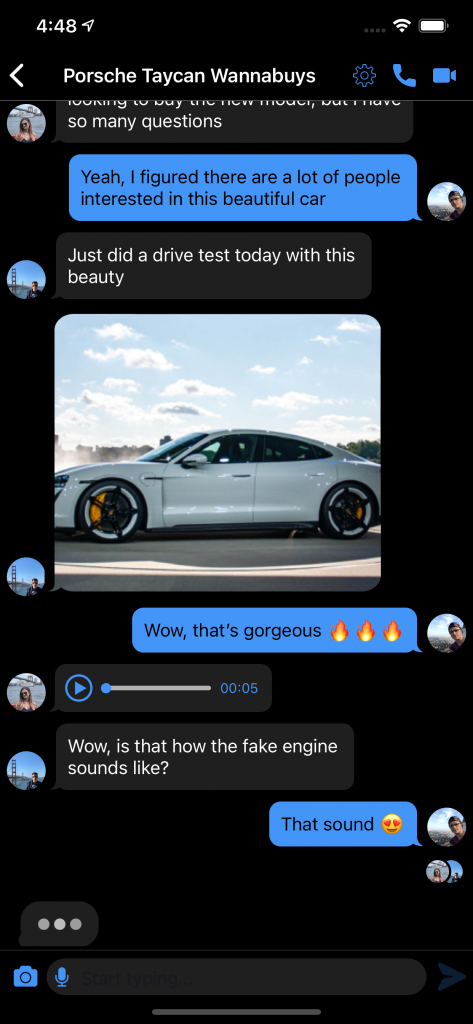 4:48
Porsche Taycan Wannabuys
looking to buy the new model, but I have
so many questions
Yeah, I figured there are a lot of people
interested in this beautiful car
Just did a drive test today with this
beauty
Wow, that's gorgeous 🔥🔥🔥
00:05
Wow, is that how the fake engine
sounds like?
That sound 😍
Start typing...